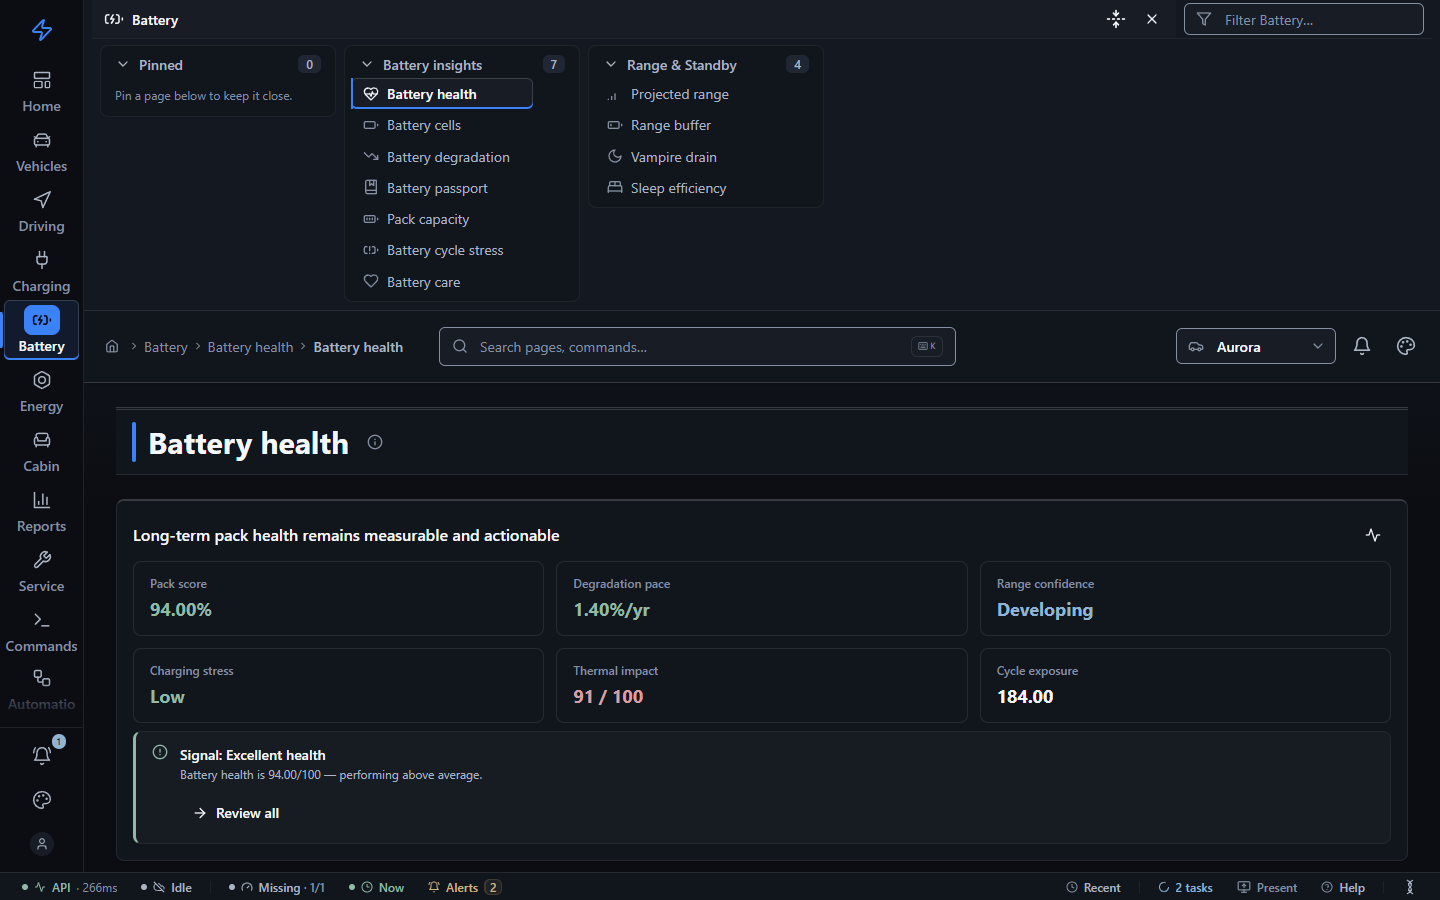 Battery
Filter Battery...
Pinned 0
Pin a page below to keep it close.
Battery insights 7
Battery health
Battery cells
Battery degradation
Battery passport
Pack capacity
Battery cycle stress
Battery care
Range & Standby 4
Projected range
Range buffer
Vampire drain
Sleep efficiency
Home
Vehicles
Driving
Charging
Battery
Energy
Cabin
Reports
Service
Commands
Automatio
1
Battery > Battery health > Battery health
Search pages, commands...
K
Aurora
Battery health
Long-term pack health remains measurable and actionable
Pack score
94.00%
Degradation pace
1.40%/yr
Range confidence
Developing
Charging stress
Low
Thermal impact
91 / 100
Cycle exposure
184.00
Signal: Excellent health
Battery health is 94.00/100 — performing above average.
Review all
API · 266ms
Idle
Missing · 1/1
Now
Alerts 2
Recent
2 tasks
Present
Help